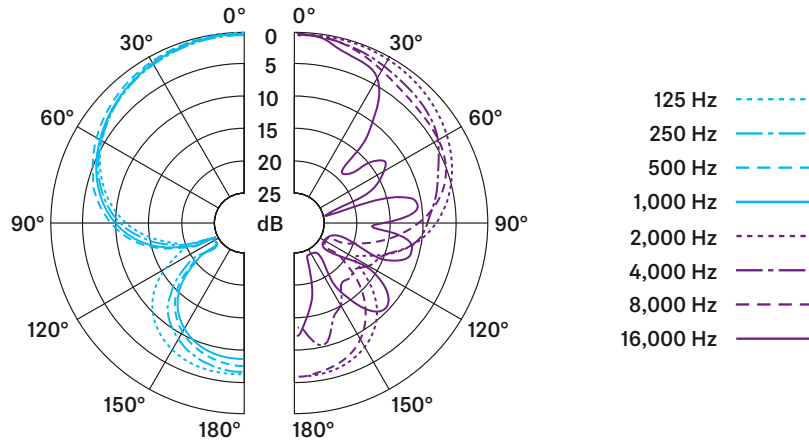 0° 0°
30° 0 30°
5
10
60° 15 60°
20
25
90° dB 90°
120° 120°
150° 150°
180° 180°
125 Hz
250 Hz
500 Hz
1,000 Hz
2,000 Hz
4,000 Hz
8,000 Hz
16,000 Hz